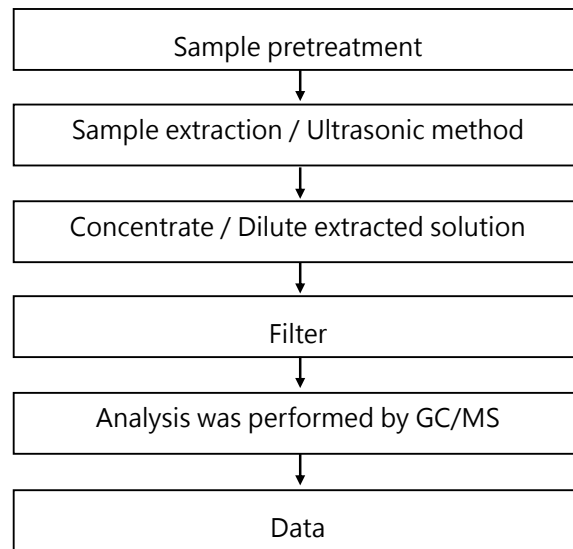 Sample pretreatment
Sample extraction / Ultrasonic method
Concentrate / Dilute extracted solution
Filter
Analysis was performed by GC/MS
Data